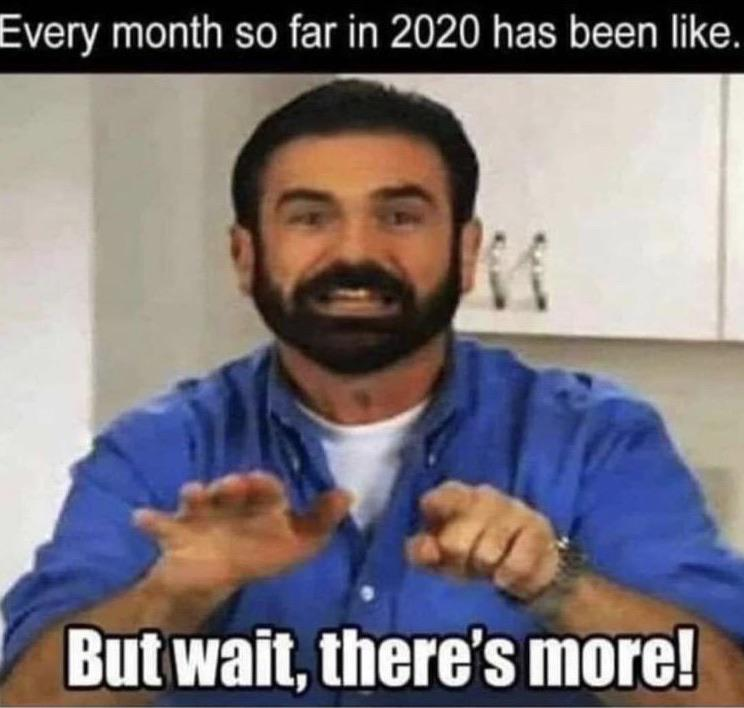 Every month so far in 2020 has been like.
But wait, there's more!